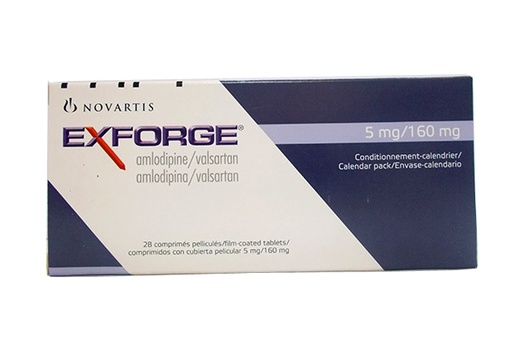 NOVARTIS
EXFORGE®
amlodipine/valsartan
amlodipina/valsartan
28 comprimés pelliculés/film-coated tablets/
comprimidos con cubierta pelicular 5 mg/160 mg
5 mg/160 mg
Conditionnement-calendrier/
Calendar pack/Envase-calendario